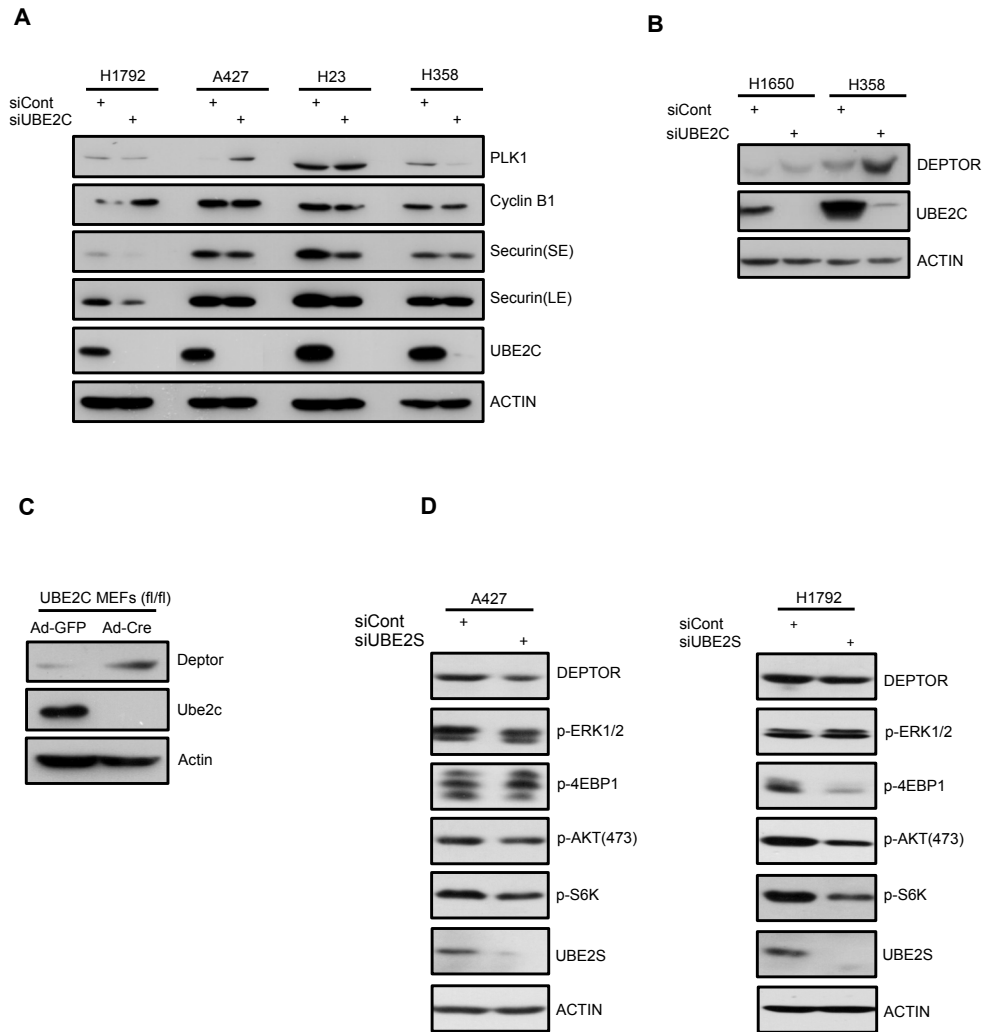 A
H1792 A427 H23 H358
siCont + + + +
siUBE2C + + + +
PLK1
Cyclin B1
Securin(SE)
Securin(LE)
UBE2C
ACTIN
B
H1650 H358
siCont + +
siUBE2C + +
DEPTOR
UBE2C
ACTIN
C
UBE2C MEFs (fl/fl)
Ad-GFP Ad-Cre
Deptor
Ube2c
Actin
D
A427
siCont +
siUBE2S +
DEPTOR
p-ERK1/2
p-4EBP1
p-AKT(473)
p-S6K
UBE2S
ACTIN
H1792
siCont +
siUBE2S +
DEPTOR
p-ERK1/2
p-4EBP1
p-AKT(473)
p-S6K
UBE2S
ACTIN